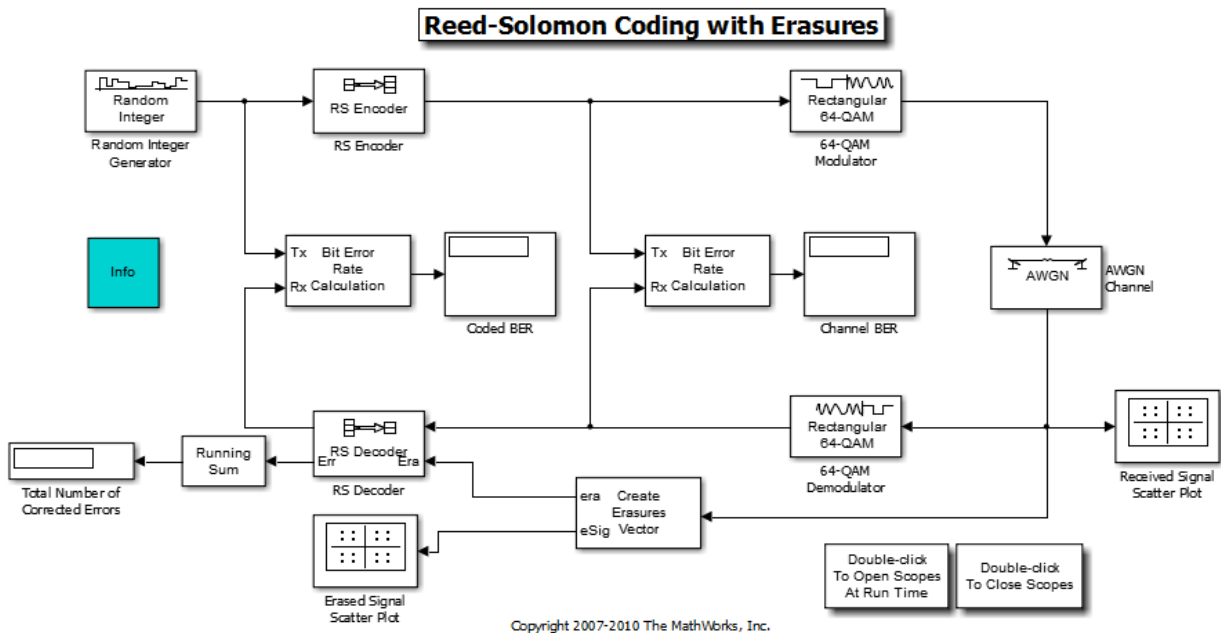 Reed-Solomon Coding with Erasures
Random
Integer
Random Integer
Generator
RS Encoder
RS Encoder
Rectangular
64-QAM
64-QAM
Modulator
Info
Tx
Rx
Bit Error
Rate
Calculation
Coded BER
Tx
Rx
Bit Error
Rate
Calculation
Channel BER
AWGN
AWGN
Channel
Total Number of
Corrected Errors
Running
Sum
RS Decoder
Err
Era
RS Decoder
Rectangular
64-QAM
64-QAM
Demodulator
Received Signal
Scatter Plot
era
eSig
Create
Erasures
Vector
Erased Signal
Scatter Plot
Double-click
To Open Scopes
At Run Time
Double-click
To Close Scopes
Copyright 2007-2010 The MathWorks, Inc.